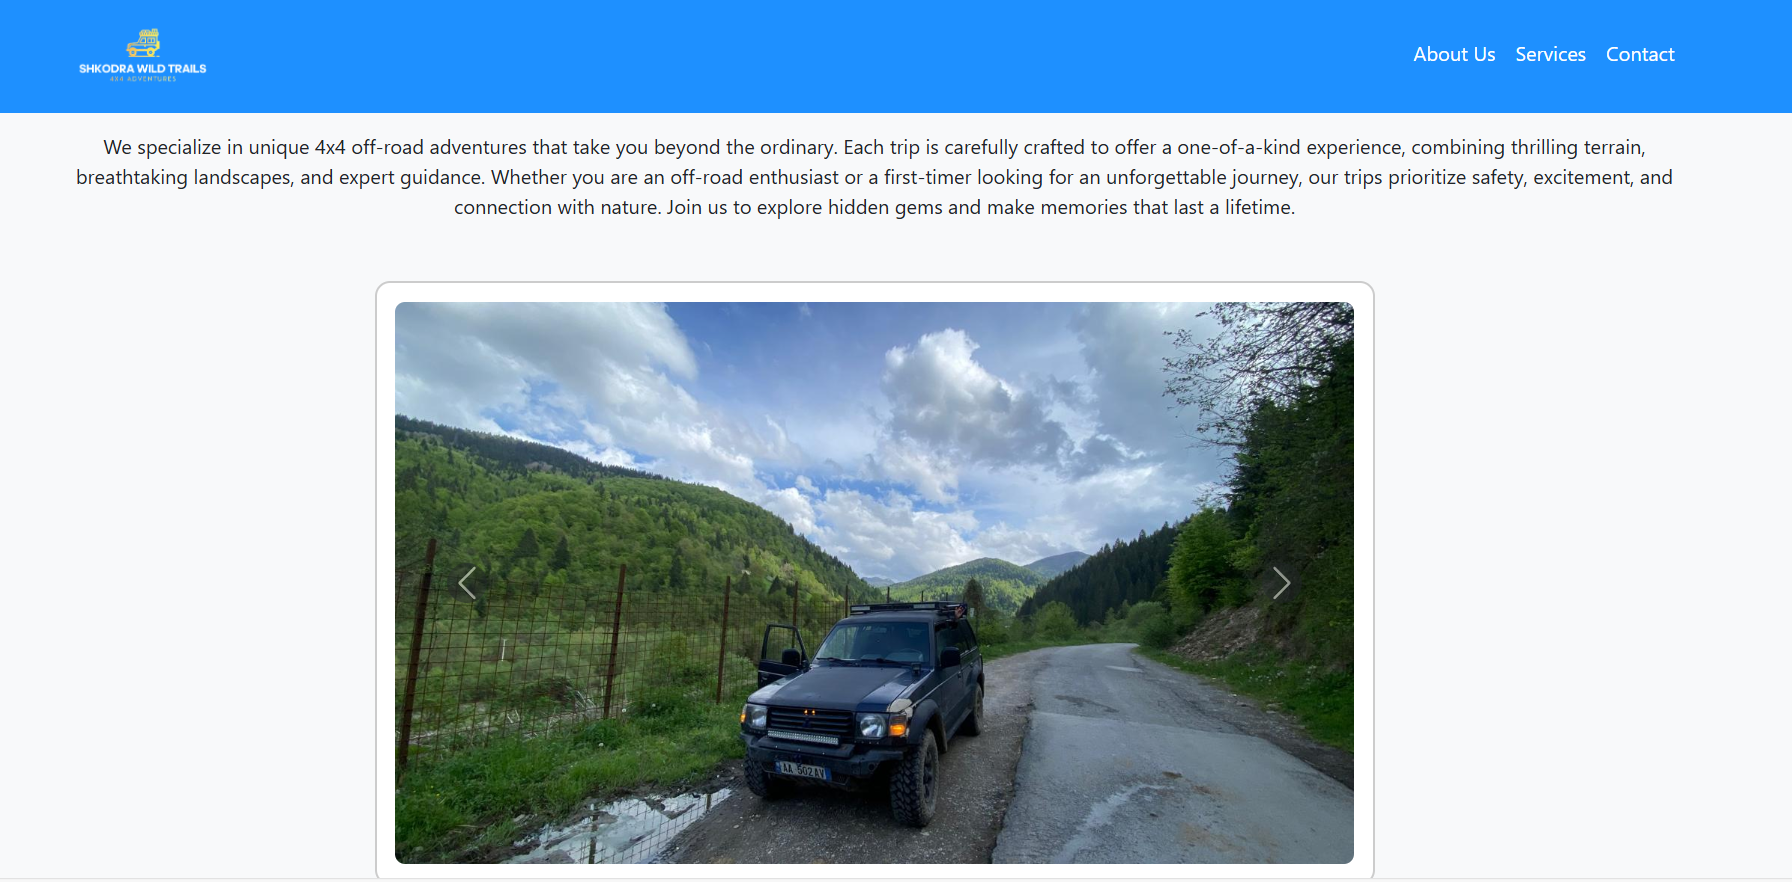 SHKODRA WILD TRAILS
4X4 ADVENTURES
About Us Services Contact
We specialize in unique 4x4 off-road adventures that take you beyond the ordinary. Each trip is carefully crafted to offer a one-of-a-kind experience, combining thrilling terrain,
breathtaking landscapes, and expert guidance. Whether you are an off-road enthusiast or a first-timer looking for an unforgettable journey, our trips prioritize safety, excitement, and
connection with nature. Join us to explore hidden gems and make memories that last a lifetime.
AA 502AV